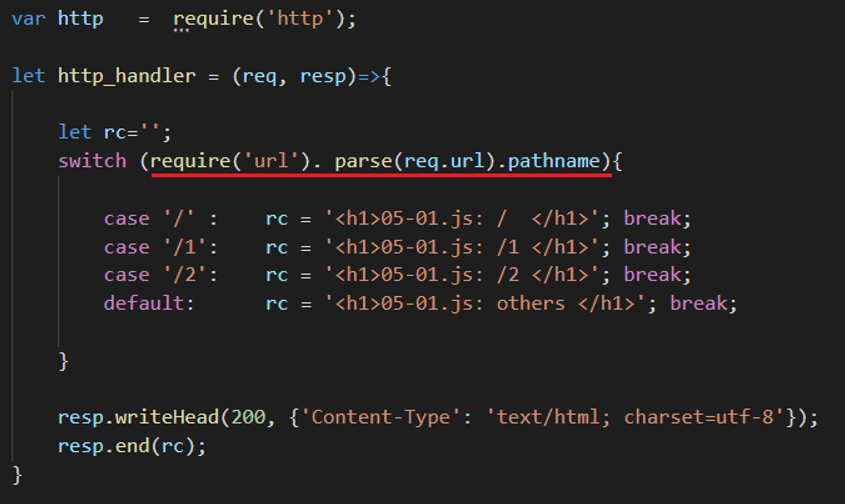 var http   =  require('http');
let http_handler = (req, resp)=>{
let rc='';
switch (require('url'). parse(req.url).pathname){
case '/' :    rc = '<h1>05-01.js: /  </h1>'; break;
case '/1':    rc = '<h1>05-01.js: /1 </h1>'; break;
case '/2':    rc = '<h1>05-01.js: /2 </h1>'; break;
default:      rc = '<h1>05-01.js: others </h1>'; break;
}
resp.writeHead(200, {'Content-Type': 'text/html; charset=utf-8'});
resp.end(rc);
}